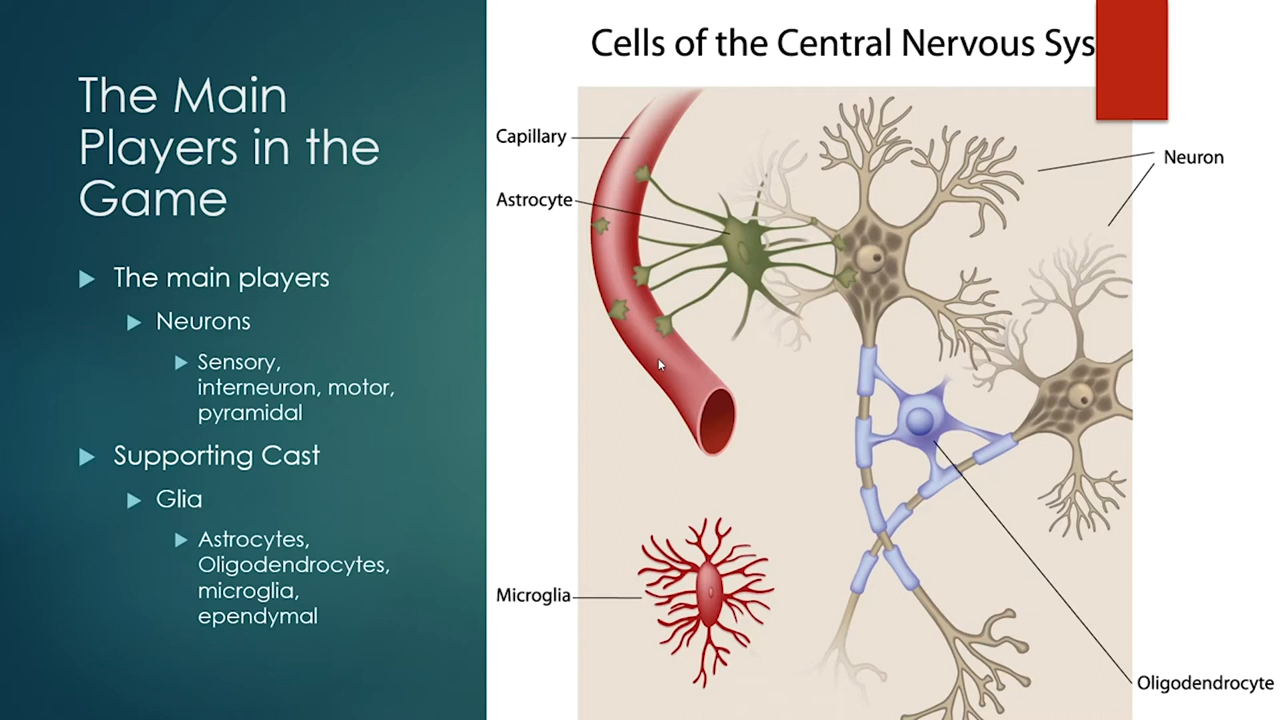 The Main
Players in the
Game
The main players
Neurons
Sensory,
interneuron, motor,
pyramidal
Supporting Cast
Glia
Astrocytes,
Oligodendrocytes,
microglia,
ependymal
Cells of the Central Nervous Sys
Capillary
Astrocyte
Neuron
Microglia
Oligodendrocyte